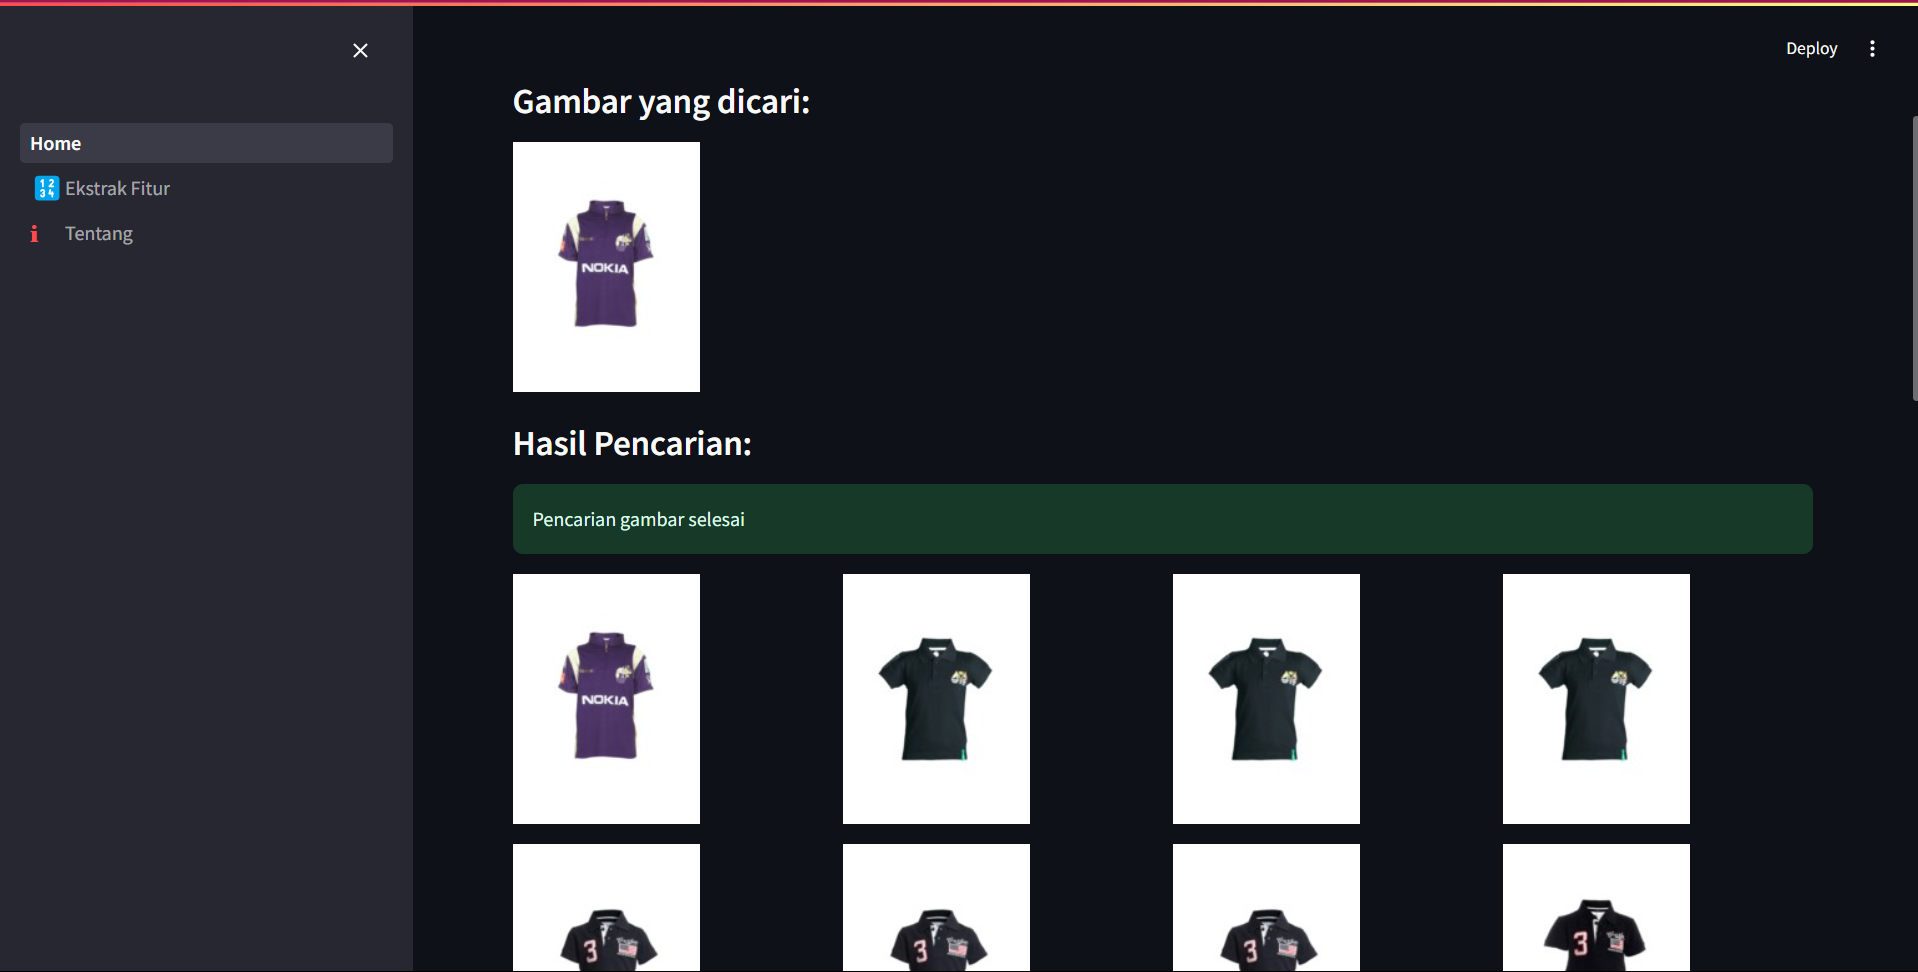 Deploy
Home
Ekstrak Fitur
Tentang
Gambar yang dicari:
NOKIA
Hasil Pencarian:
Pencarian gambar selesai
NOKIA
3
3
3
3